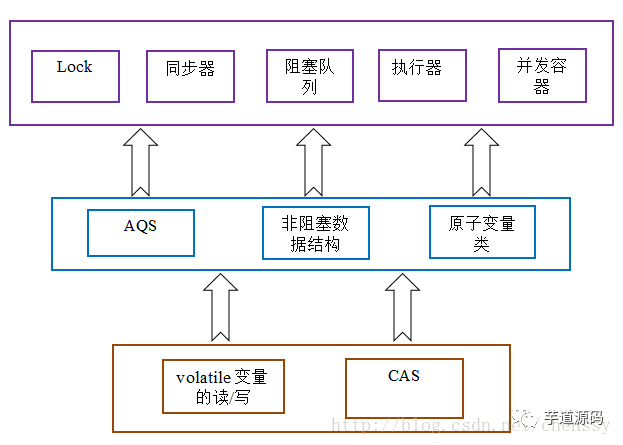 Lock
同步器
阻塞队
列
执行器
并发容
器
AQS
非阻塞数
据结构
原子变量
类
volatile 变量
的读/写
CAS
芋道源码
http://blog.csdn.net/chenssy